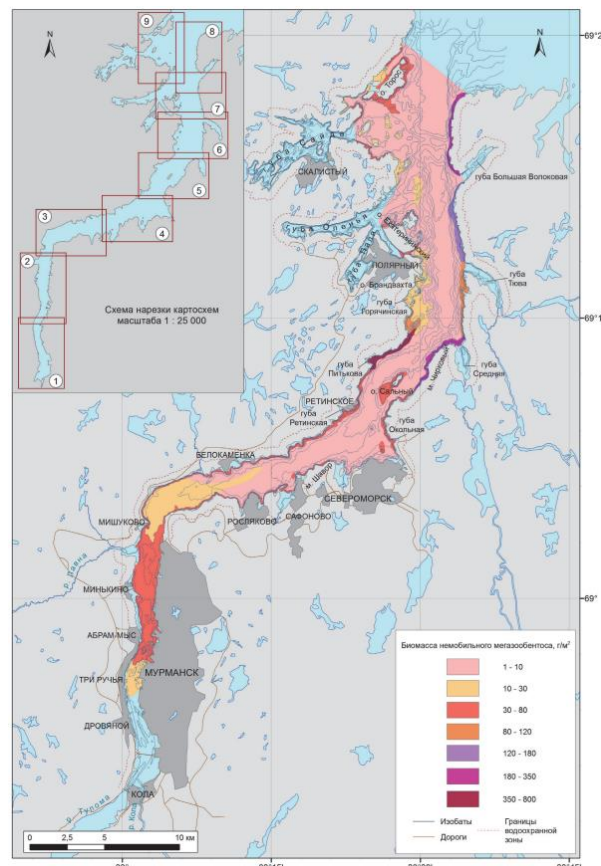 9
8
N
7
6
5
3
4
2
Схема нарезки картосхем
масштаба 1 : 25 000
1
N
69°2
о. Торос
губа Сайда
СКАЛИСТЫЙ
губа Большая Волоковая
губа Оленья
о. Екатерининский
ПОЛЯРНЫЙ
о. Брандвахта
губа
Тюва
губа
Горячинская
69°1
губа
Питькова
м. Чирковый
губа
Средняя
РЕТИНСКОЕ
о. Сальный
губа
Ретинская
губа
Окольная
БЕЛОКАМЕНКА
м. Шавор
СЕВЕРОМОРСК
САФОНОВО
РОСЛЯКОВО
МИШУКОВО
р. Лавна
69°
МИНЬКИНО
АБРАМ-МЫС
МУРМАНСК
ТРИ РУЧЬЯ
ДРОВЯНОЙ
КОЛА
р. Тулома
р. Кола
Биомасса немобильного мегазообентоса, г/м²
1 - 10
10 - 30
30 - 80
80 - 120
120 - 180
180 - 350
350 - 800
Изобаты
Дороги
Границы
водоохранной
зоны
0 2,5 5 10 км